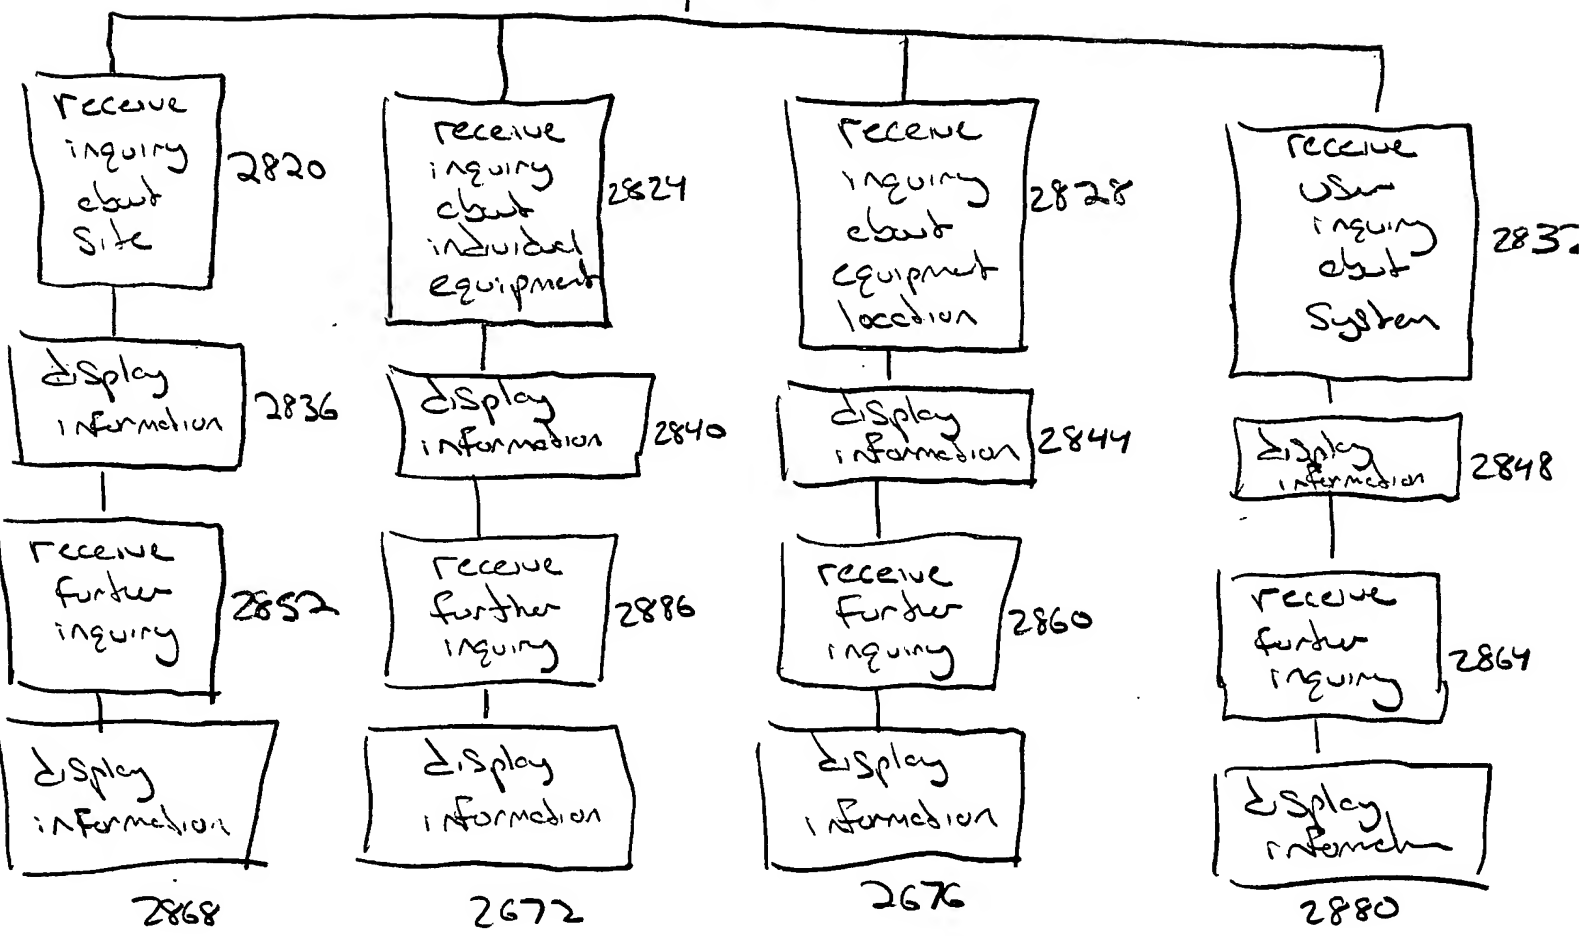 receive
inquiry
about
site
2820
receive
inquiry
about
individual
equipment
2824
receive
inquiry
about
equipment
location
2828
receive
user
inquiry
about
system
2832
display
information
2836
display
information
2840
display
information
2844
display
information
2848
receive
further
inquiry
2852
receive
further
inquiry
2886
receive
further
inquiry
2860
receive
further
inquiry
2864
display
information
2868
display
information
2672
display
information
2676
display
information
2880